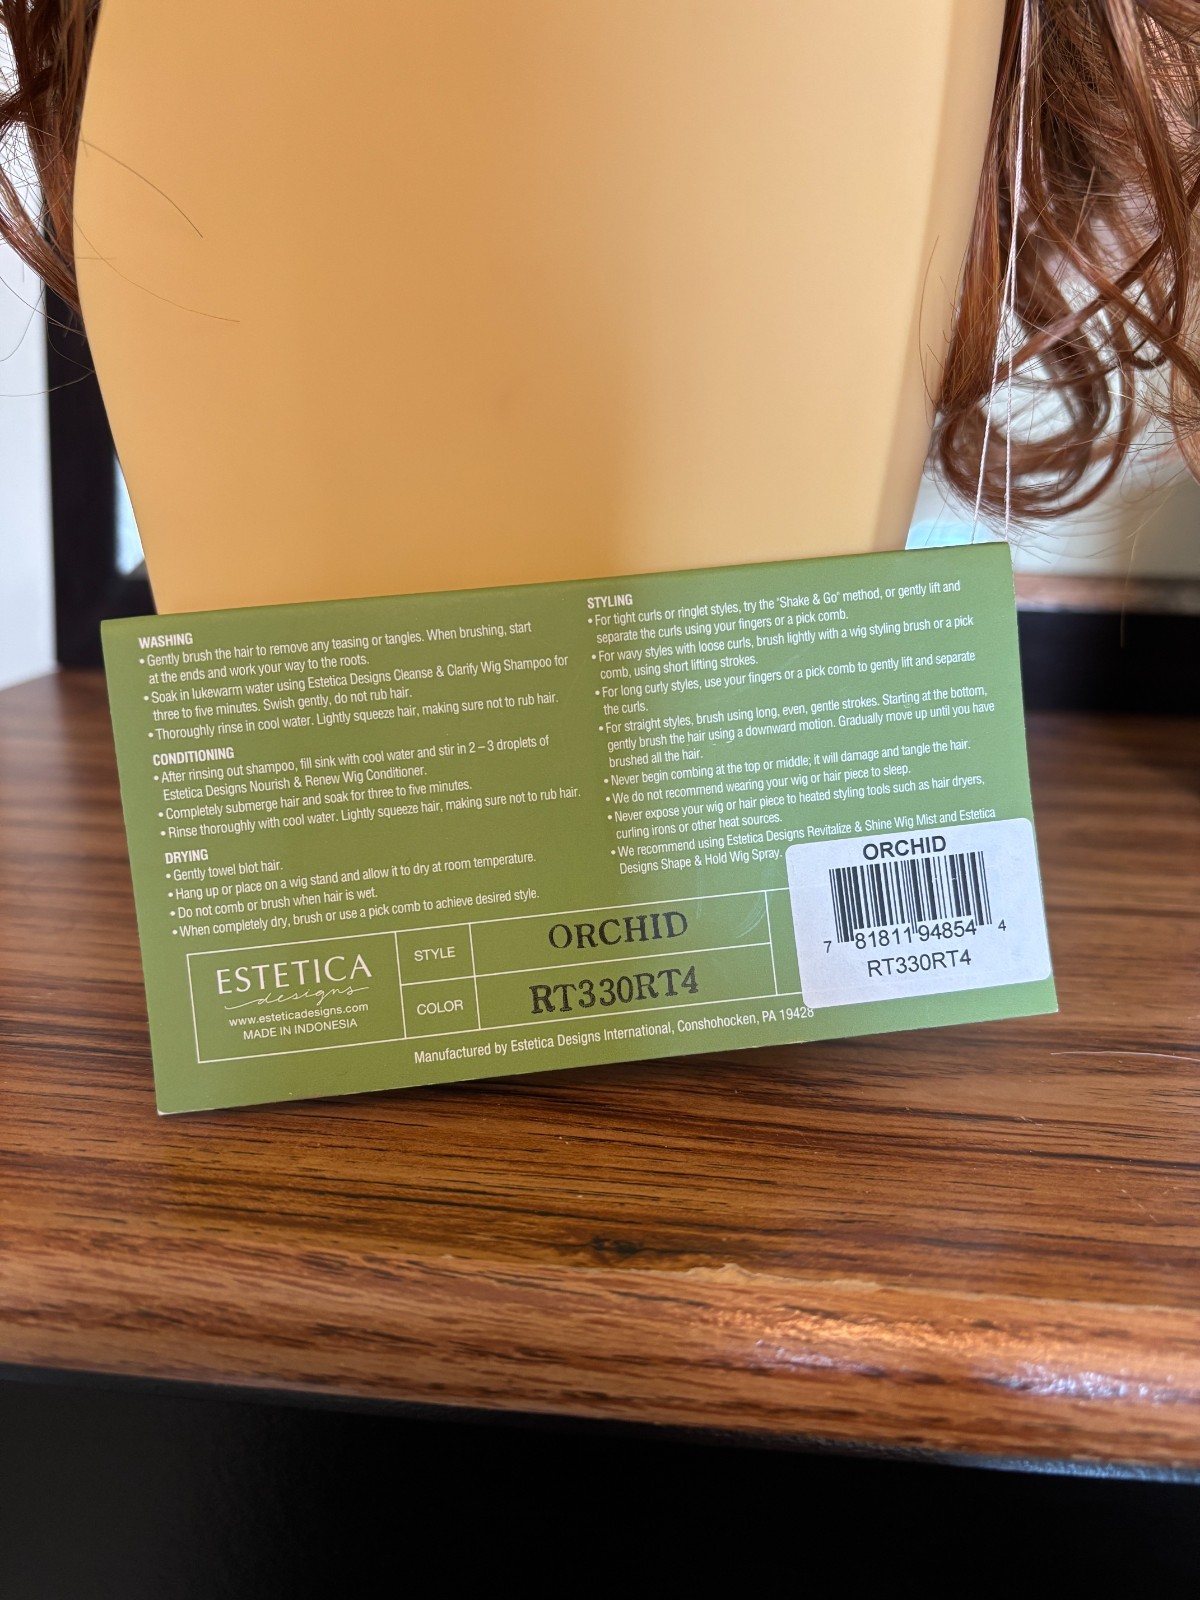 WASHING
• Gently brush the hair to remove any teasing or tangles. When brushing, start
at the ends and work your way to the roots.
• Soak in lukewarm water using Estetica Designs Cleanse & Clarify Wig Shampoo for
three to five minutes. Swish gently, do not rub hair.
• Thoroughly rinse in cool water. Lightly squeeze hair, making sure not to rub hair.
CONDITIONING
• After rinsing out shampoo, fill sink with cool water and stir in 2 – 3 droplets of
Estetica Designs Nourish & Renew Wig Conditioner.
• Completely submerge hair and soak for three to five minutes.
• Rinse thoroughly with cool water. Lightly squeeze hair, making sure not to rub hair.
DRYING
• Gently towel blot hair.
• Hang up or place on a wig stand and allow it to dry at room temperature.
• Do not comb or brush when hair is wet.
• When completely dry, brush or use a pick comb to achieve desired style.
STYLING
• For tight curls or ringlet styles, try the "Shake & Go" method, or gently lift and
separate the curls using your fingers or a pick comb.
• For wavy styles with loose curls, brush lightly with a wig styling brush or a pick
comb, using short lifting strokes.
• For long curly styles, use your fingers or a pick comb to gently lift and separate
the curls.
• For straight styles, brush using long, even, gentle strokes. Starting at the bottom,
gently brush the hair using a downward motion. Gradually move up until you have
brushed all the hair.
• Never begin combing at the top or middle; it will damage and tangle the hair.
• We do not recommend wearing your wig or hair piece to sleep.
• Never expose your wig or hair piece to heated styling tools such as hair dryers,
curling irons or other heat sources.
• We recommend using Estetica Designs Revitalize & Shine Wig Mist and Estetica
Designs Shape & Hold Wig Spray.
ESTETICA
designs
www.esteticadesigns.com
MADE IN INDONESIA
STYLE ORCHID
COLOR RT330RT4
Manufactured by Estetica Designs International, Conshohocken, PA 19428
ORCHID
7 81811 94854 4
RT330RT4